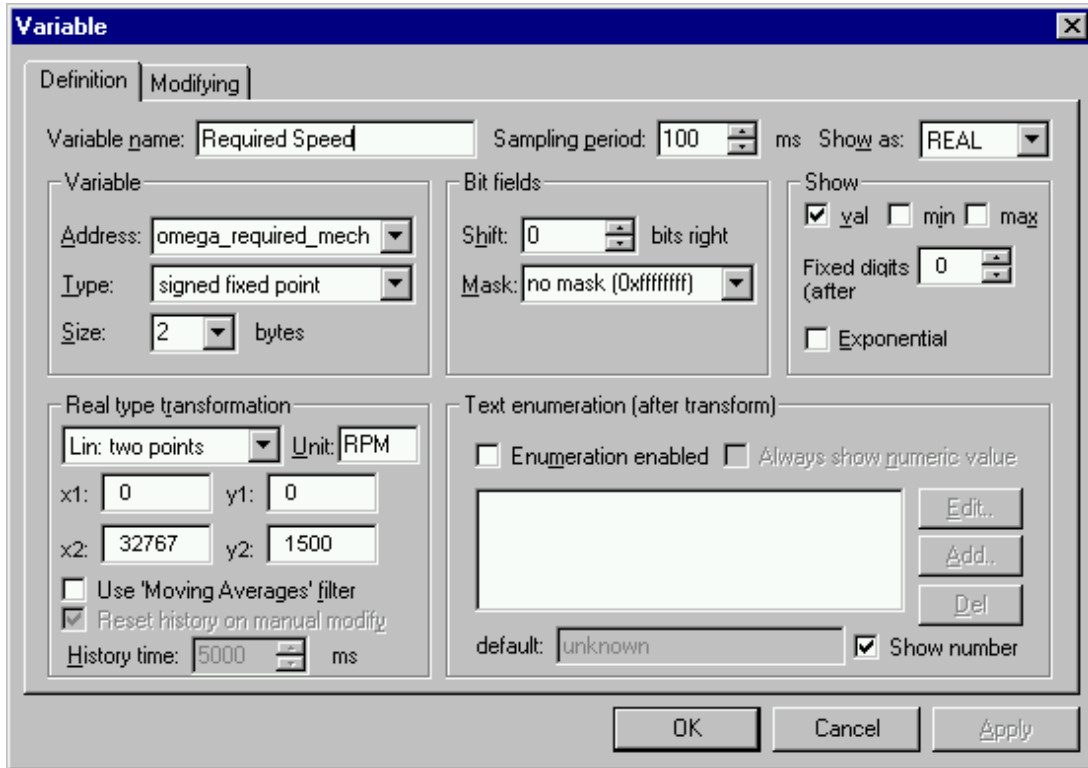 Variable
Definition Modifying
Variable name: Required Speed Sampling period: 100 ms Show as: REAL
Variable
Address: omega_required_mech
Type: signed fixed point
Size: 2 bytes
Bit fields
Shift: 0 bits right
Mask: no mask (0xffffffff)
Show
val min max
Fixed digits 0
(after
Exponential
Real type transformation
Lin: two points Unit: RPM
x1: 0 y1: 0
x2: 32767 y2: 1500
Use 'Moving Averages' filter
Reset history on manual modify
History time: 5000 ms
Text enumeration (after transform)
Enumeration enabled Always show numeric value
Edit..
Add..
Del
default: unknown Show number
OK Cancel Apply